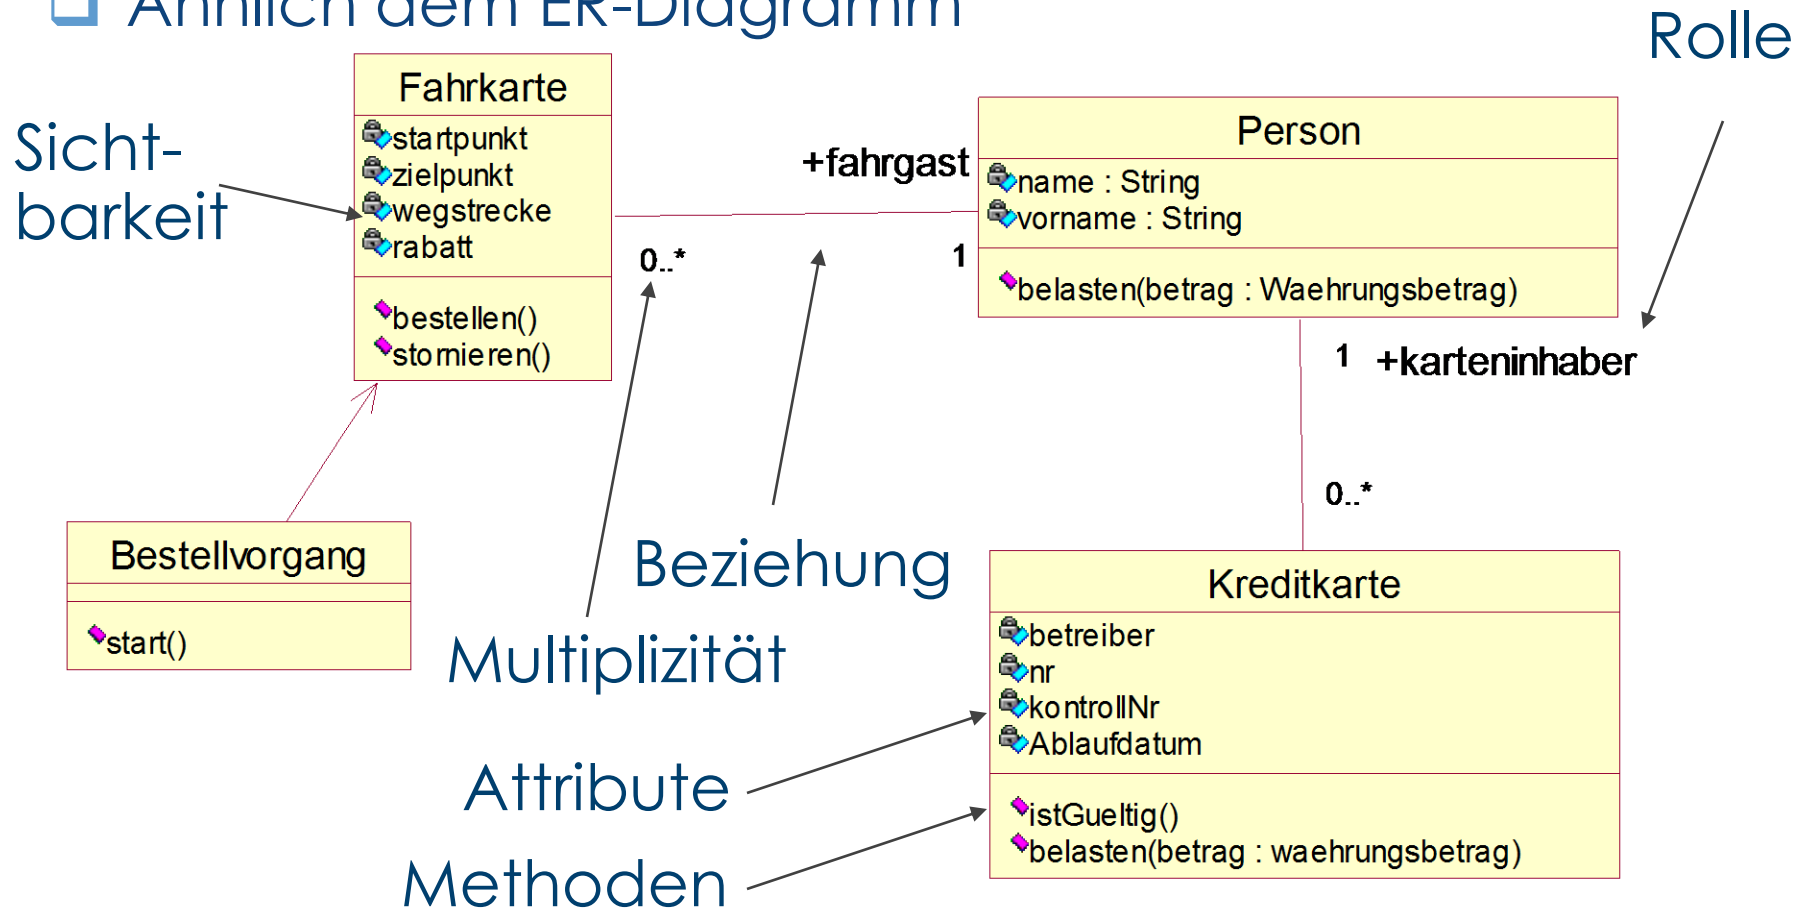 Ähnlich dem ER-Diagramm
Rolle
Sicht-
barkeit
Fahrkarte
startpunkt
zielpunkt
wegstrecke
rabatt
bestellen()
stornieren()
+fahrgast
0..*
1
Person
name : String
vorname : String
belasten(betrag : Waehrungsbetrag)
1
+karteninhaber
0..*
Bestellvorgang
start()
Beziehung
Multiplizität
Attribute
Methoden
Kreditkarte
betreiber
nr
kontrollNr
Ablaufdatum
istGueltig()
belasten(betrag : waehrungsbetrag)